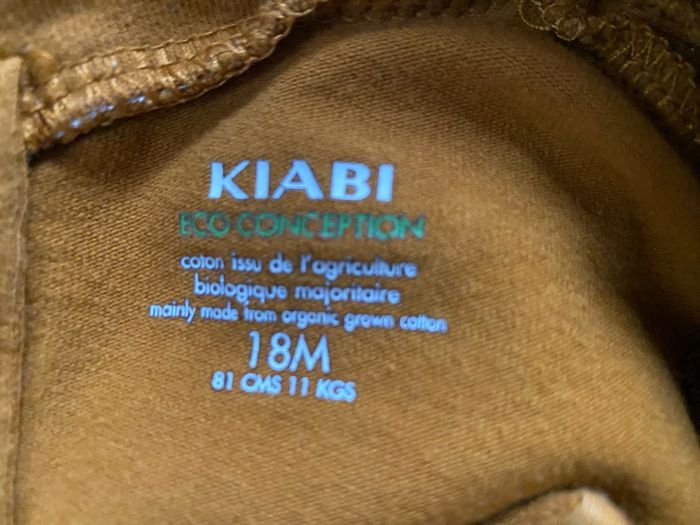 KIABI
ECO CONCEPTION
coton issu de l'agriculture
biologique majoritaire
mainly made from organic grown cotton
18M
81 CMS 11 KGS